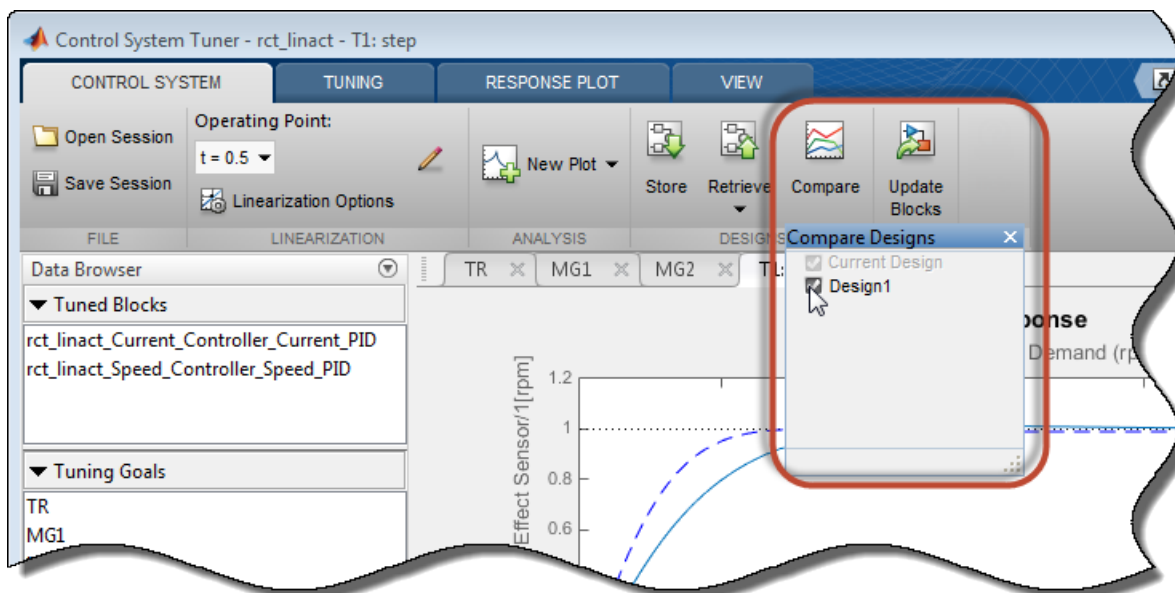 Control System Tuner - rct_linact - T1: step
CONTROL SYSTEM
TUNING
RESPONSE PLOT
VIEW
Open Session
Save Session
FILE
Operating Point:
t = 0.5
Linearization Options
LINEARIZATION
New Plot
ANALYSIS
Store
Retrieve
Compare
Update
Blocks
DESIGNS
Compare Designs
Current Design
Design1
Data Browser
Tuned Blocks
rct_linact_Current_Controller_Current_PID
rct_linact_Speed_Controller_Speed_PID
Tuning Goals
TR
MG1
TR
MG1
MG2
T1:
ponse
Demand (rp
Effect Sensor/1[rpm]
1.2
1
0.8
0.6